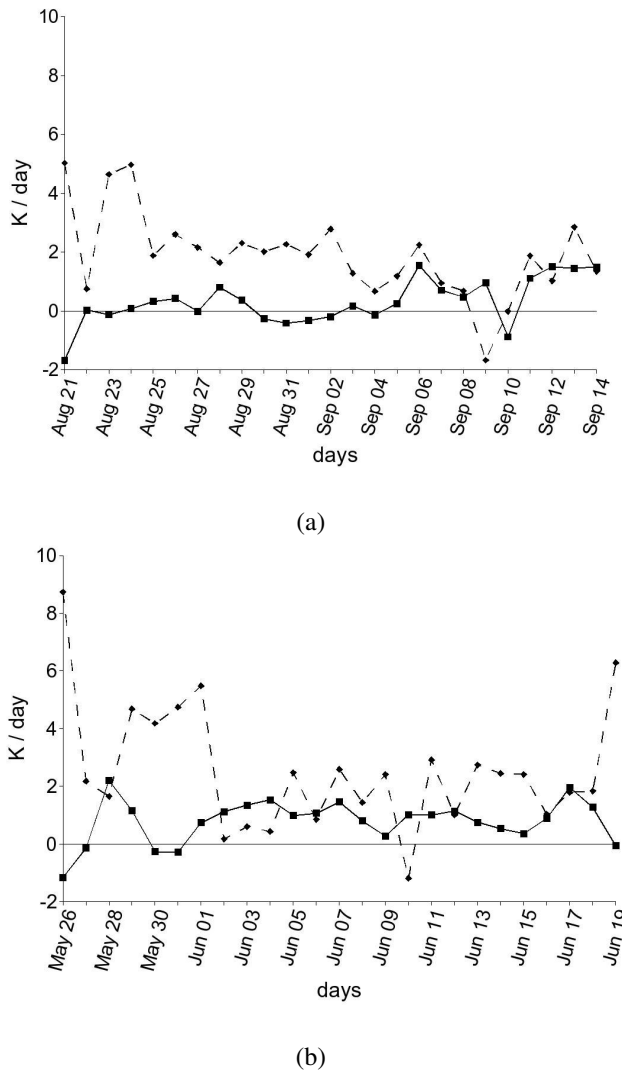 10
8
6
4
2
0
-2
K / day
Aug 21
Aug 23
Aug 25
Aug 27
Aug 29
Aug 31
Sep 02
Sep 04
Sep 06
Sep 08
Sep 10
Sep 12
Sep 14
days
(a)
10
8
6
4
2
0
-2
K / day
May 26
May 28
May 30
Jun 01
Jun 03
Jun 05
Jun 07
Jun 09
Jun 11
Jun 13
Jun 15
Jun 17
Jun 19
days
(b)